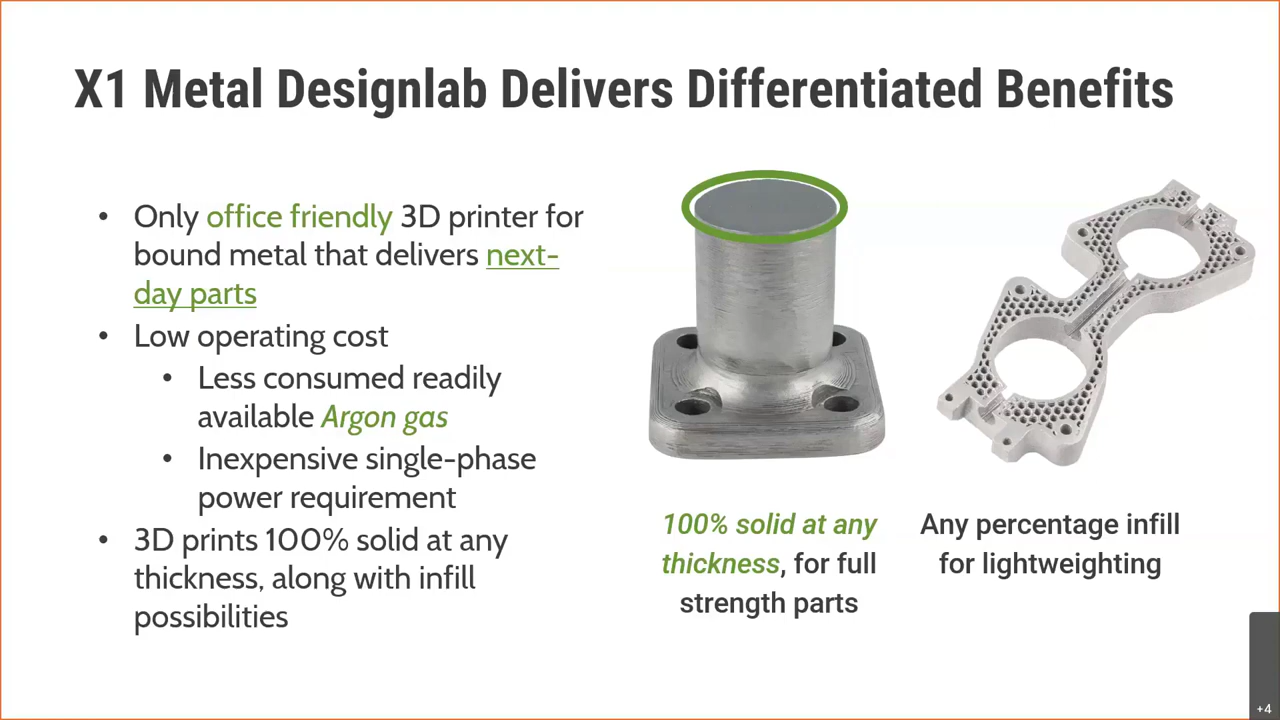 X1 Metal Designlab Delivers Differentiated Benefits
• Only office friendly 3D printer for
bound metal that delivers next-
day parts
• Low operating cost
• Less consumed readily
available Argon gas
• Inexpensive single-phase
power requirement
• 3D prints 100% solid at any
thickness, along with infill
possibilities
100% solid at any
thickness, for full
strength parts
Any percentage infill
for lightweighting
+4